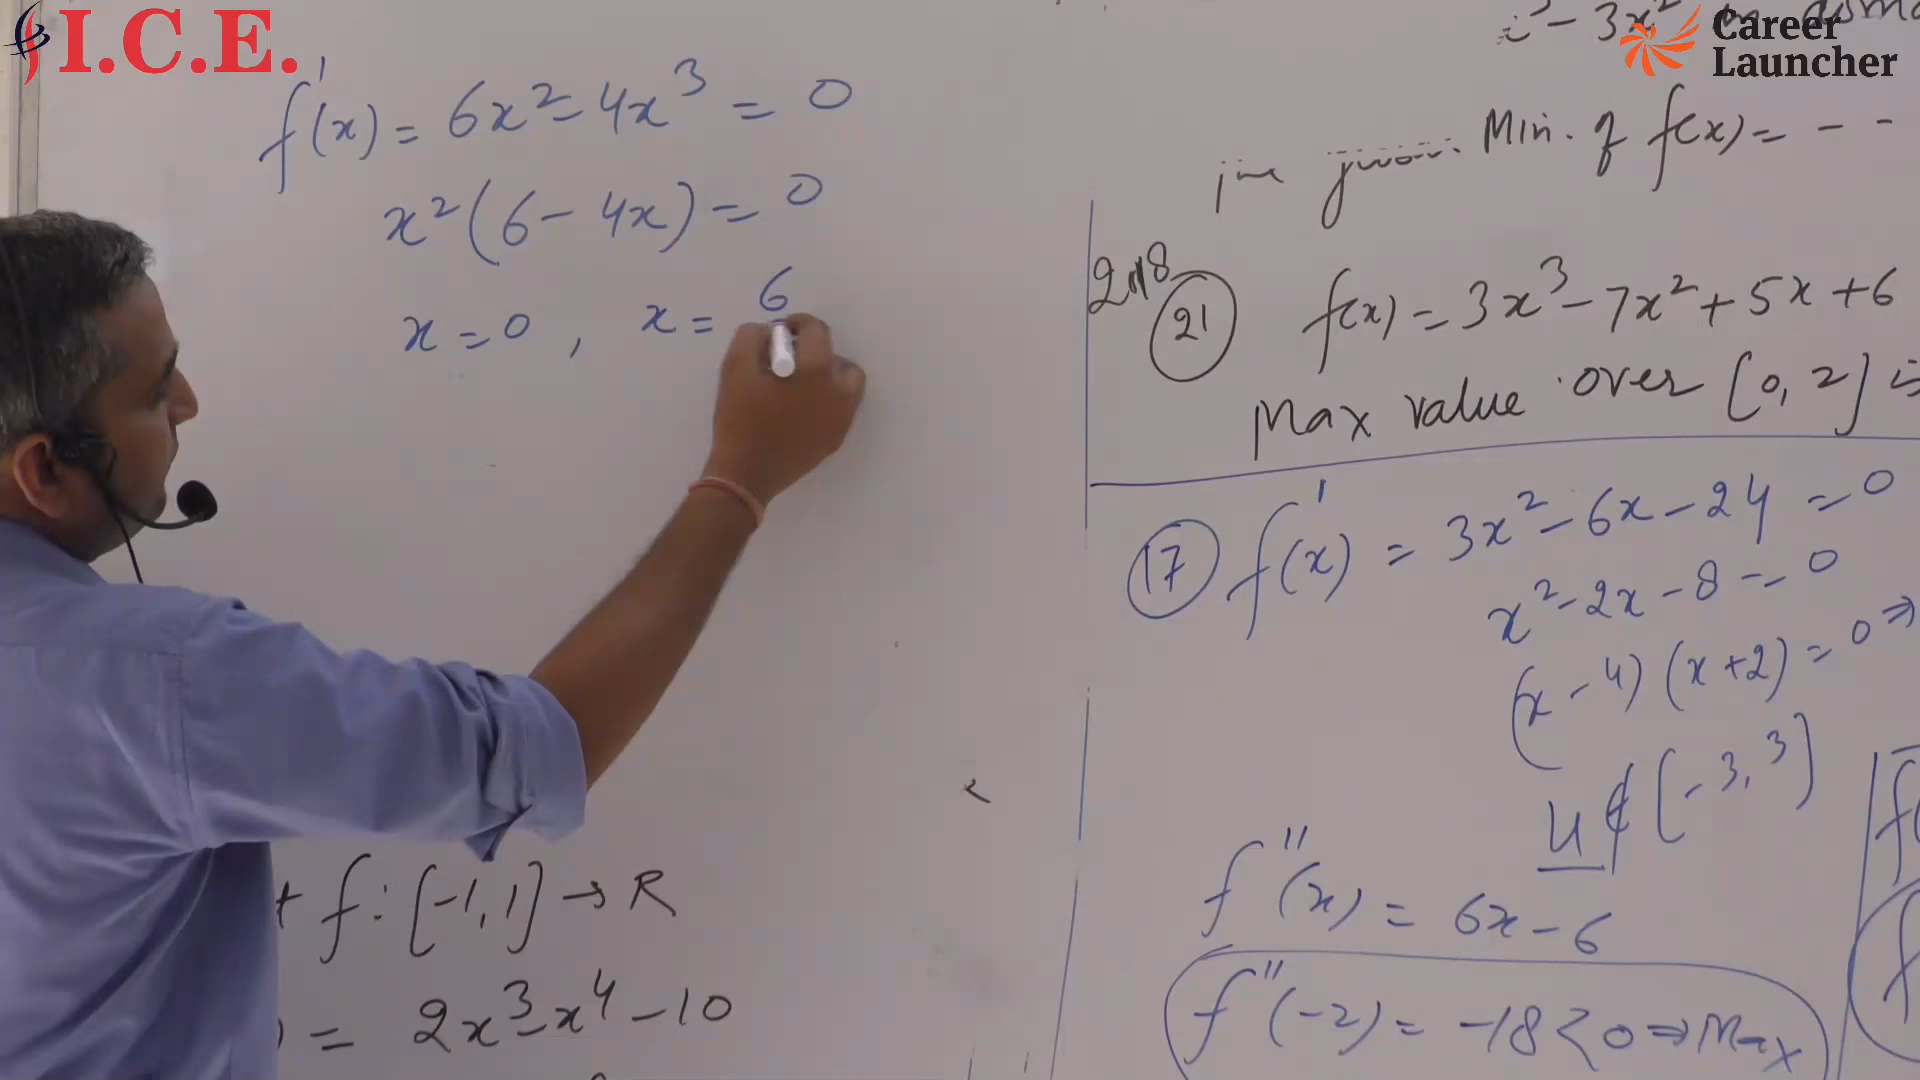 I.C.E.
f'(x) = 6x² - 4x³ = 0
x²(6 - 4x) = 0
x = 0 , x = 6
f : [-1, 1] → R
) = 2x³ - x⁴ - 10
Career
Launcher
- 3x²
Min. of f(x) = - -
2018
21 f(x) = 3x³ - 7x² + 5x + 6
Max value over [0, 2] is
17 f'(x) = 3x² - 6x - 24 = 0
x² - 2x - 8 = 0
(x - 4) (x + 2) = 0 ⇒
4 ∉ [-3, 3]
f''(x) = 6x - 6
f''(-2) = -18 < 0 ⇒ Max